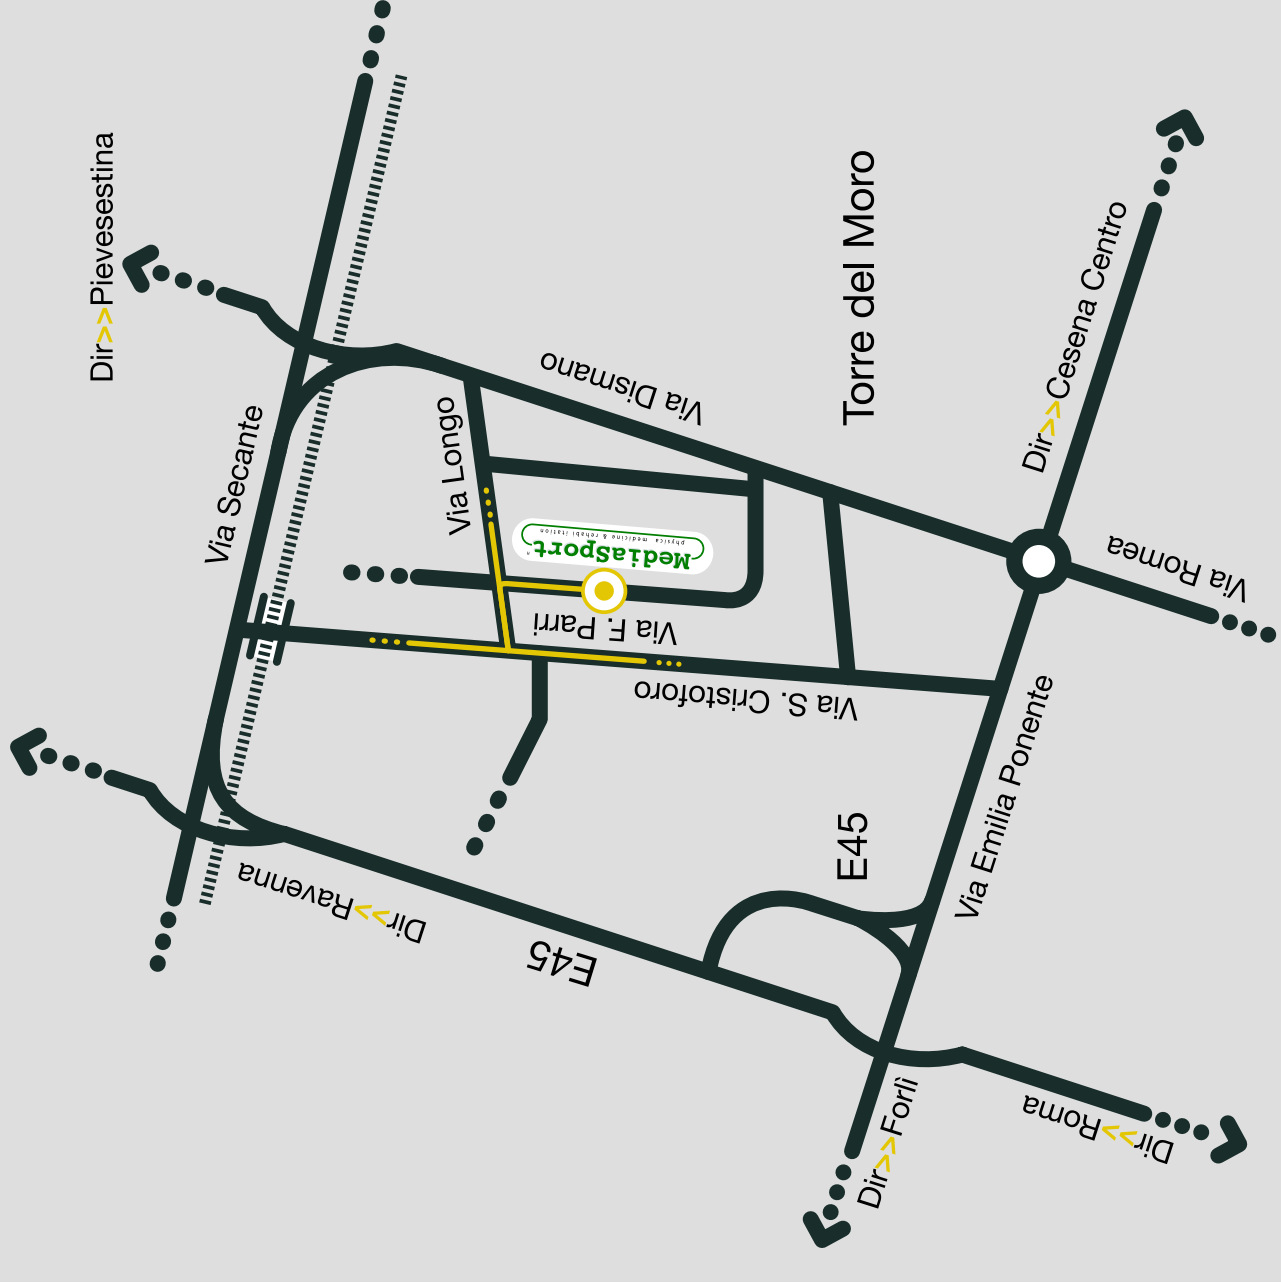 Dir>>Pievesestina
Via Secante
Via Longo
Via Dismano
Torre del Moro
Dir>>Cesena Centro
Via Romea
MediaSport
physica medicine & rehabilitation
Via F. Parri
Via S. Cristoforo
Via Emilia Ponente
E45
Dir>>Ravenna
E45
Dir>>Forlì
Dir>>Roma